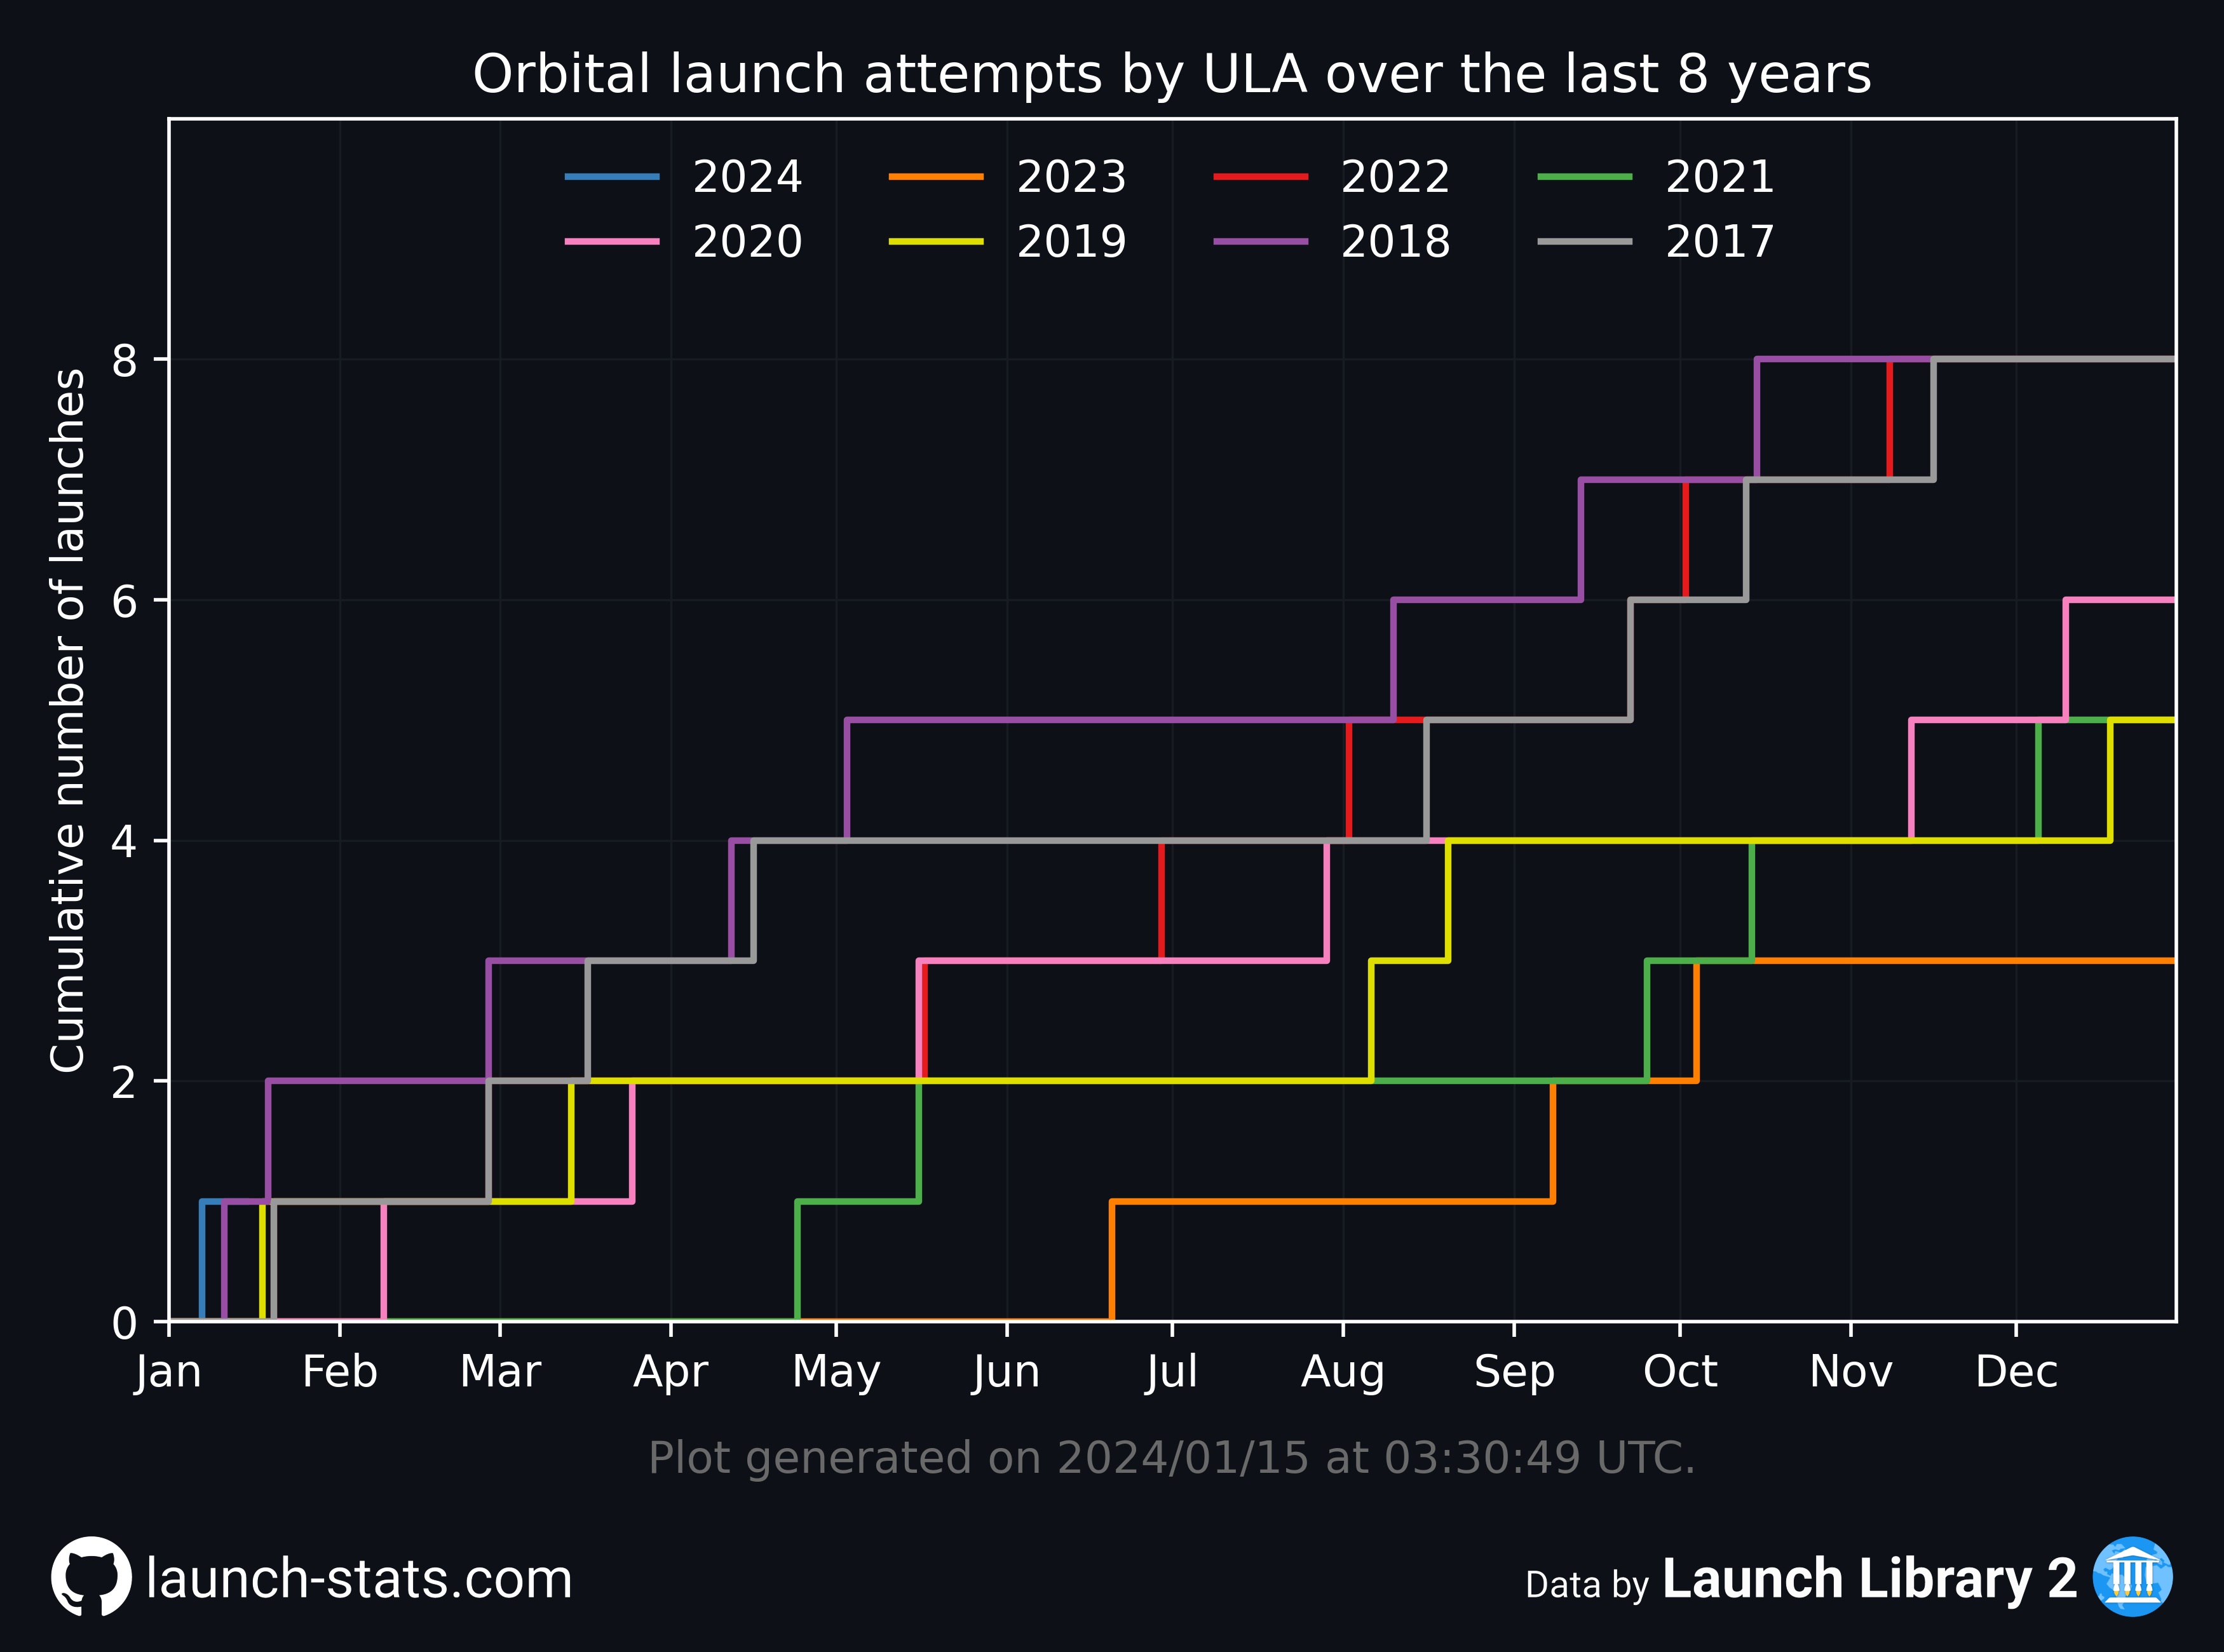 Orbital launch attempts by ULA over the last 8 years
2024 2023 2022 2021
2020 2019 2018 2017
Cumulative number of launches
8
6
4
2
0
Jan Feb Mar Apr May Jun Jul Aug Sep Oct Nov Dec
Plot generated on 2024/01/15 at 03:30:49 UTC.
launch-stats.com
Data by Launch Library 2